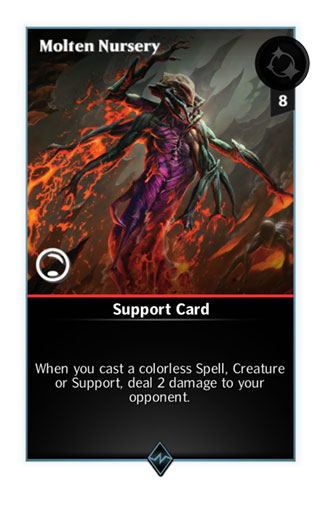 Molten Nursery
8
Support Card
When you cast a colorless Spell, Creature
or Support, deal 2 damage to your
opponent.